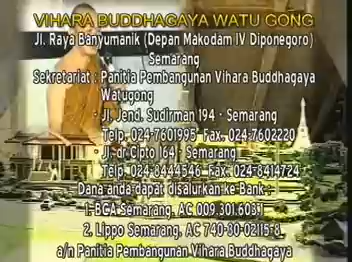 VIHARA BUDDHAGAYA WATU GONG
Jl. Raya Banyumanik (Depan Makodam IV Diponegoro)
Semarang
Sekretariat : Panitia Pembangunan Vihara Buddhagaya
Watugong
- Jl. Jend. Sudirman 194 - Semarang
Telp. 024-7601995 Fax. 024-7602220
- Jl. dr Cipto 164 - Semarang
Telp. 024-8444546 Fax. 024-8414724
Dana anda dapat disalurkan ke Bank :
1. BCA Semarang, AC 009.301.603.1
2. Lippo Semarang, AC 740-30-02115-8
a/n Panitia Pembangunan Vihara Buddhagaya